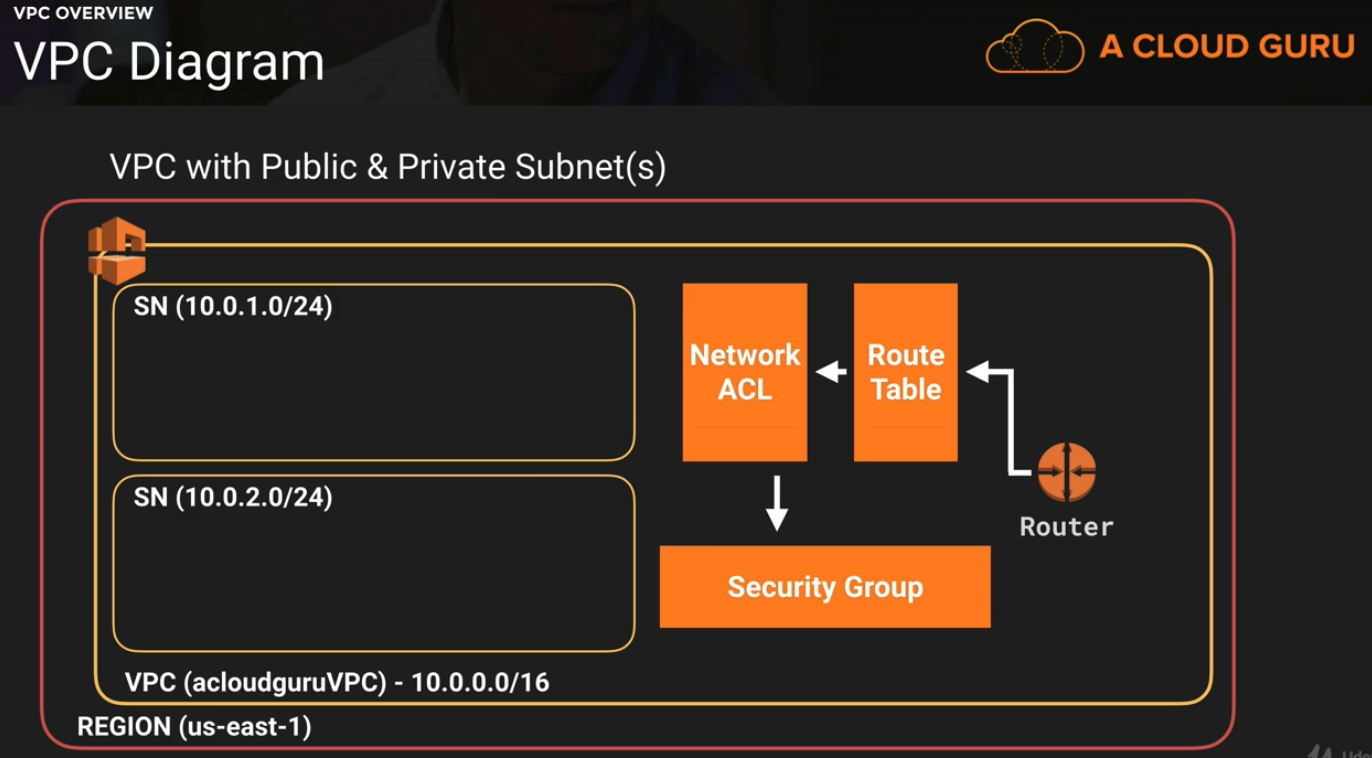 VPC OVERVIEW
VPC Diagram
A CLOUD GURU
VPC with Public & Private Subnet(s)
SN (10.0.1.0/24)
Network
ACL
Route
Table
SN (10.0.2.0/24)
Router
Security Group
VPC (acloudguruVPC) - 10.0.0.0/16
REGION (us-east-1)